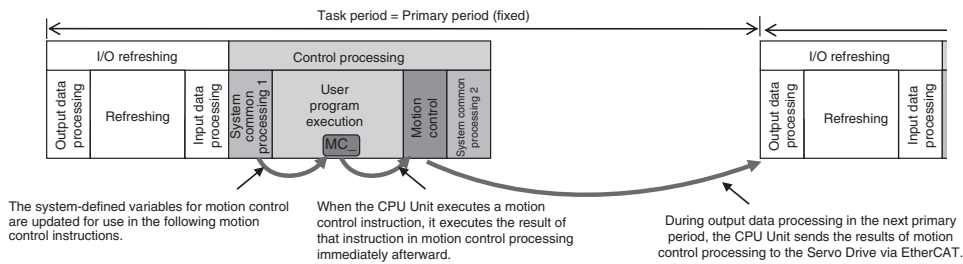 Task period = Primary period (fixed)
I/O refreshing
Control processing
I/O refreshing
Output data
processing
Refreshing
Input data
processing
System
common
processing 1
User
program
execution
MC_
Motion
control
System common
processing 2
Output data
processing
Refreshing
Input data
processing
The system-defined variables for motion control
are updated for use in the following motion
control instructions.
When the CPU Unit executes a motion
control instruction, it executes the result of
that instruction in motion control processing
immediately afterward.
During output data processing in the next primary
period, the CPU Unit sends the results of motion
control processing to the Servo Drive via EtherCAT.